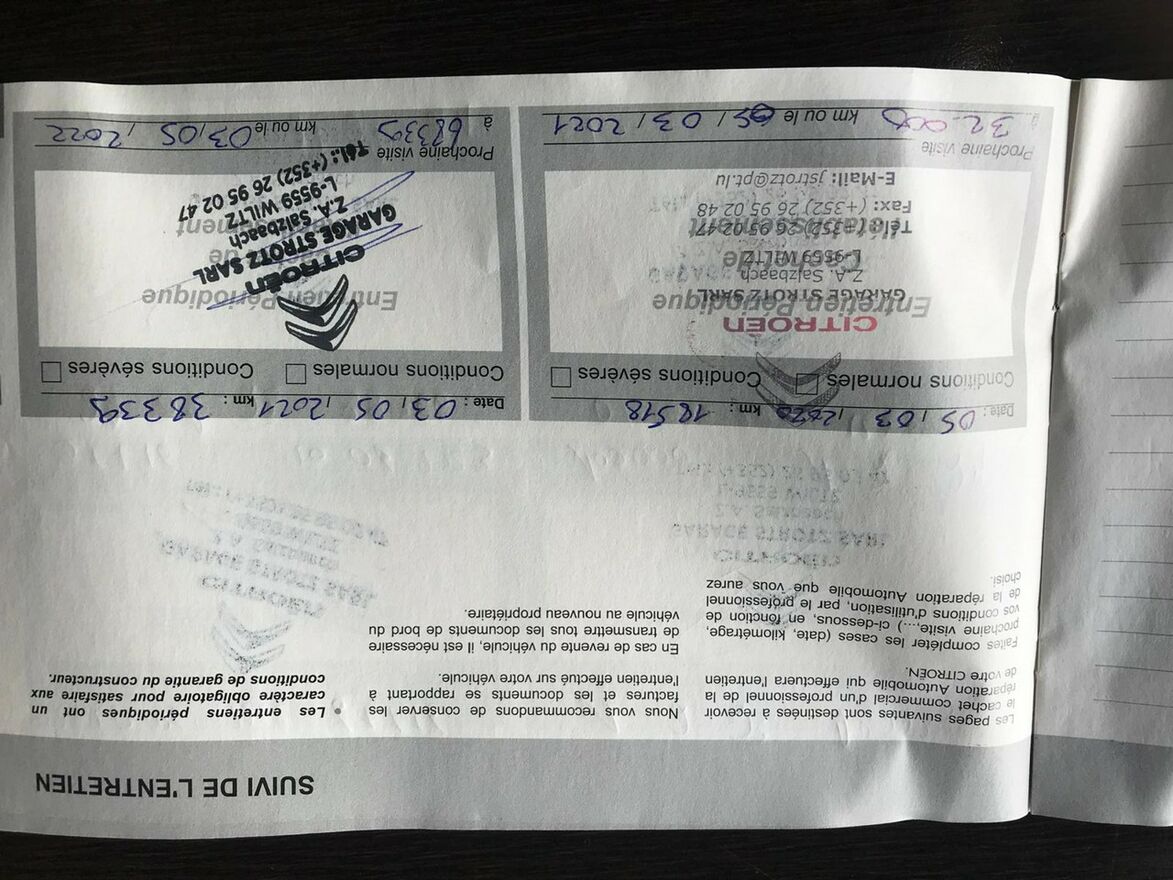 SUIVI DE L'ENTRETIEN
Les pages suivantes sont destinées à recevoir
le cachet commercial d'un professionnel de la
réparation Automobile qui effectuera l'entretien
de votre CITROËN.
Faites compléter les cases (date, kilométrage,
prochaine visite,...) ci-dessous, en fonction de
vos conditions d'utilisation, par le professionnel
de la réparation Automobile que vous aurez
choisi.
Nous vous recommandons de conserver les
factures et les documents se rapportant à
l'entretien effectué sur votre véhicule.
En cas de revente du véhicule, il est nécessaire
de transmettre tous les documents de bord du
véhicule au nouveau propriétaire.
• Les entretiens périodiques ont un
caractère obligatoire pour satisfaire aux
conditions de garantie du constructeur.
Date : 05 / 03 / 2020 km : 18518
Conditions normales Conditions sévères
Entretien Périodique
Cachet de
l'établissement
CITROËN
GARAGE STROTZ SARL
Z.A. Salzbaach
L-9559 WILTZ
Tél.: (+352) 26 95 02 47
Fax: (+352) 26 95 02 48
E-Mail: jstrotz@pt.lu
Prochaine visite
à 32.000 km ou le 05 / 03 / 2021
Date : 03 / 05 / 2021 km : 38339
Conditions normales Conditions sévères
Entretien Périodique
CITROËN
GARAGE STROTZ SARL
Z.A. Salzbaach
L-9559 WILTZ
Tél.: (+352) 26 95 02 47
Prochaine visite
à 68339 km ou le 03 / 05 / 2022